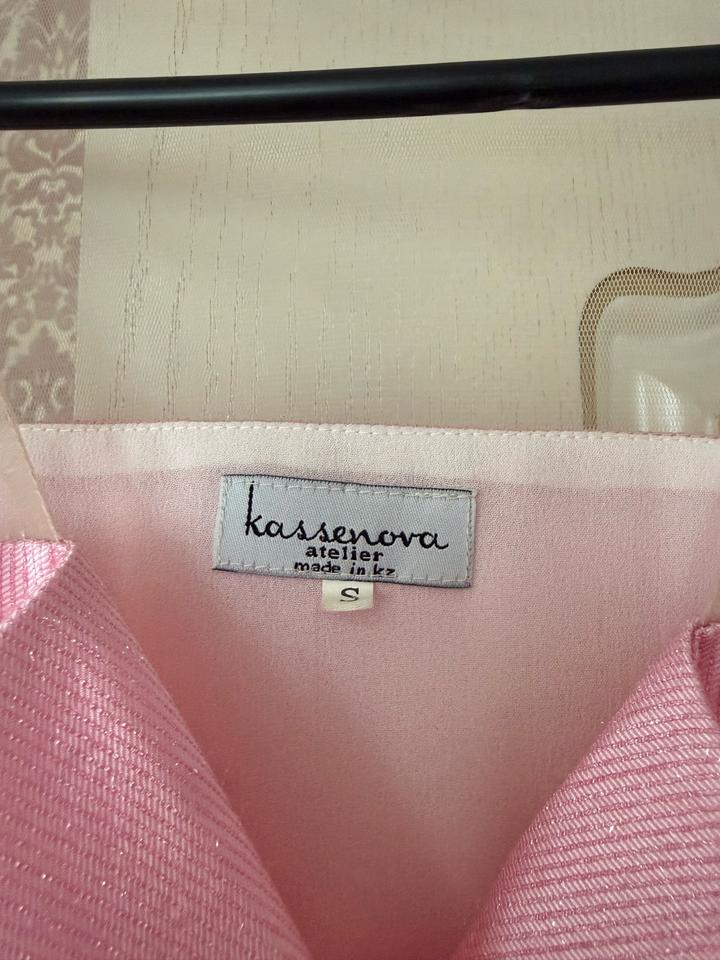 kassenova
atelier
made in kz
S